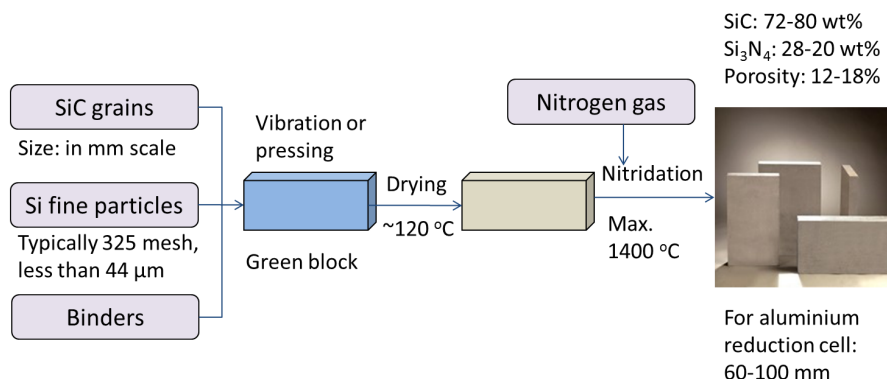 SiC grains
Size: in mm scale
Si fine particles
Typically 325 mesh,
less than 44 µm
Binders
Vibration or
pressing
Green block
Drying
~120 °C
Nitrogen gas
Nitridation
Max.
1400 °C
SiC: 72-80 wt%
Si₃N₄: 28-20 wt%
Porosity: 12-18%
For aluminium
reduction cell:
60-100 mm